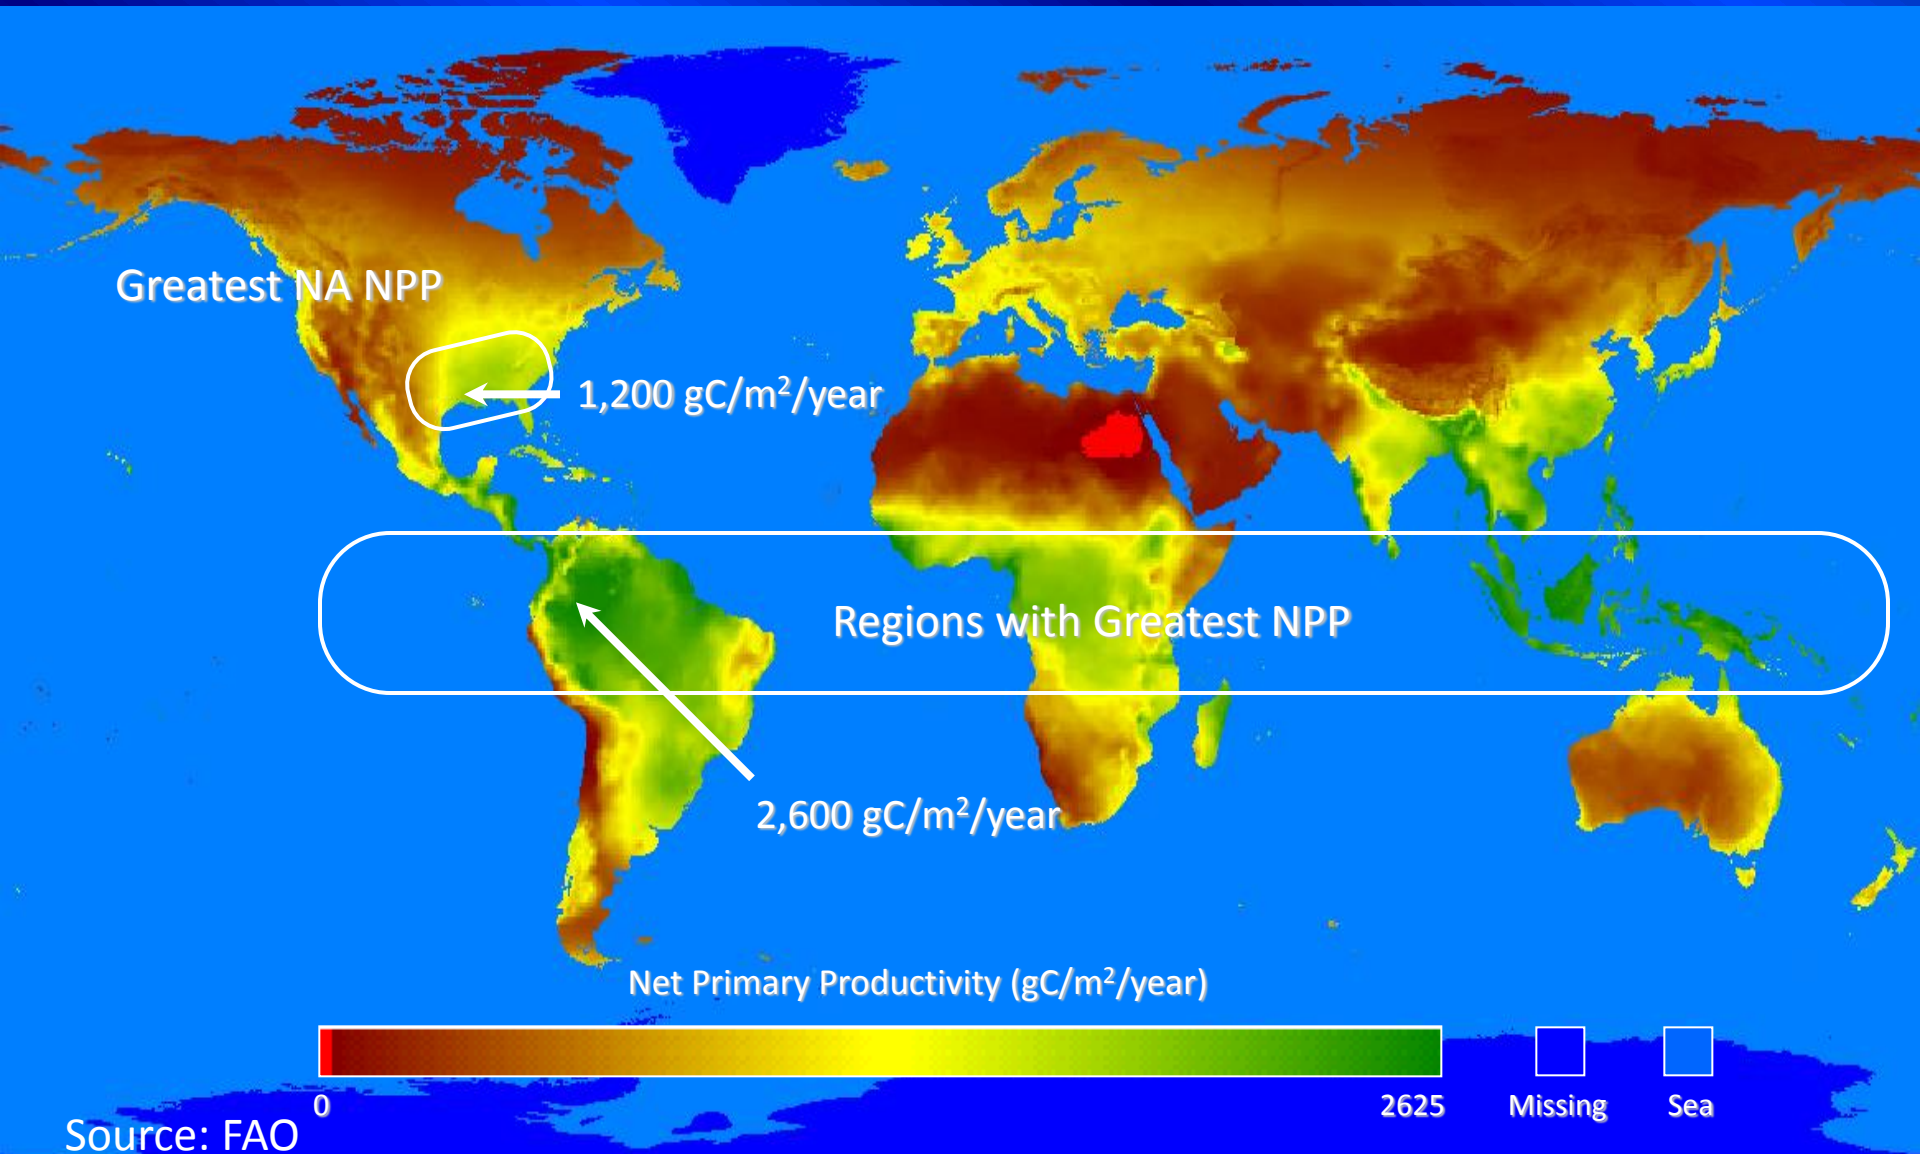 Greatest NA NPP
1,200 gC/m²/year
Regions with Greatest NPP
2,600 gC/m²/year
Net Primary Productivity (gC/m²/year)
0
2625
Missing
Sea
Source: FAO